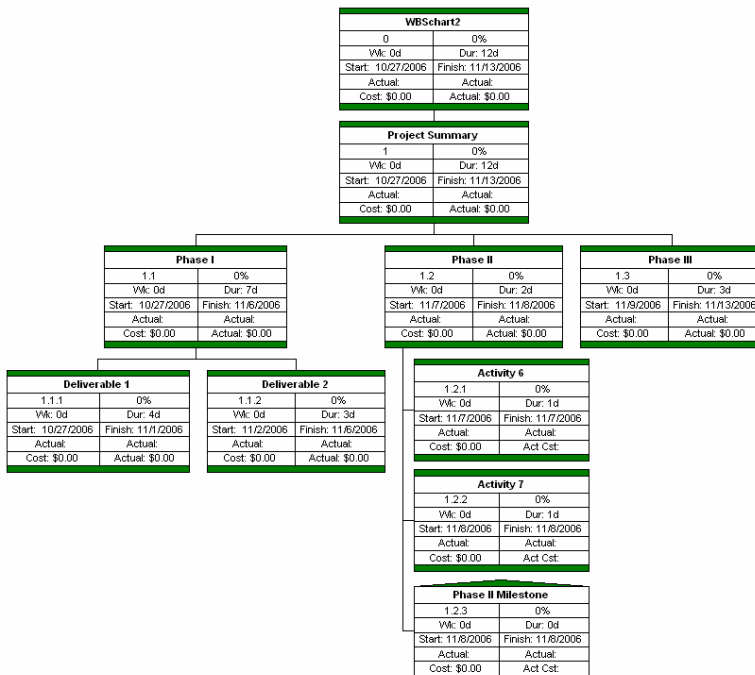 WBSchart2
0 0%
Wk: 0d Dur: 12d
Start: 10/27/2006 Finish: 11/13/2006
Actual:
Cost: $0.00 Actual: $0.00
Project Summary
1 0%
Wk: 0d Dur: 12d
Start: 10/27/2006 Finish: 11/13/2006
Actual: Actual:
Cost: $0.00 Actual: $0.00
Phase I
1.1 0%
Wk: 0d Dur: 7d
Start: 10/27/2006 Finish: 11/6/2006
Actual: Actual:
Cost: $0.00 Actual: $0.00
Phase II
1.2 0%
Wk: 0d Dur: 2d
Start: 11/7/2006 Finish: 11/8/2006
Actual: Actual:
Cost: $0.00 Actual: $0.00
Phase III
1.3 0%
Wk: 0d Dur: 3d
Start: 11/9/2006 Finish: 11/13/2006
Actual: Actual:
Cost: $0.00 Actual: $0.00
Deliverable 1
1.1.1 0%
Wk: 0d Dur: 4d
Start: 10/27/2006 Finish: 11/1/2006
Actual: Actual:
Cost: $0.00 Actual: $0.00
Deliverable 2
1.1.2 0%
Wk: 0d Dur: 3d
Start: 11/2/2006 Finish: 11/6/2006
Actual: Actual:
Cost: $0.00 Actual: $0.00
Activity 6
1.2.1 0%
Wk: 0d Dur: 1d
Start: 11/7/2006 Finish: 11/7/2006
Actual: Actual:
Cost: $0.00 Act Cst:
Activity 7
1.2.2 0%
Wk: 0d Dur: 1d
Start: 11/8/2006 Finish: 11/8/2006
Actual: Actual:
Cost: $0.00 Act Cst:
Phase II Milestone
1.2.3 0%
Wk: 0d Dur: 0d
Start: 11/8/2006 Finish: 11/8/2006
Actual: Actual:
Cost: $0.00 Act Cst: